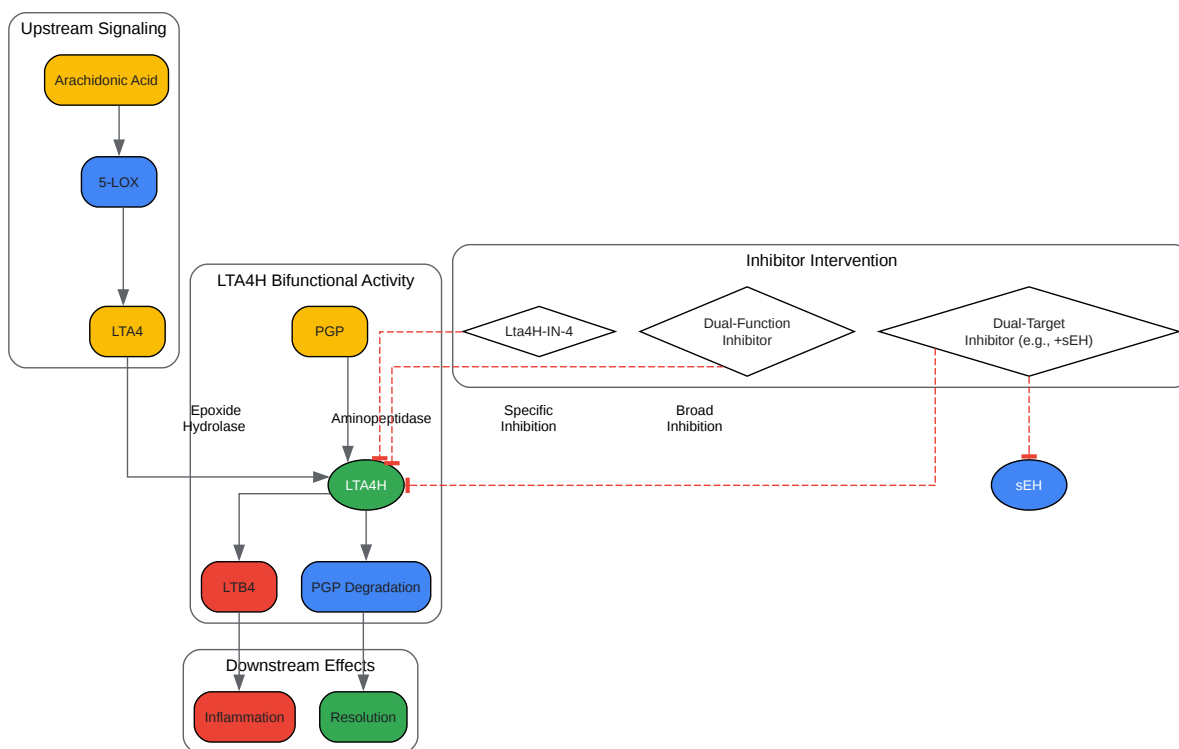 Upstream Signaling
Arachidonic Acid
5-LOX
LTA4
LTA4H Bifunctional Activity
PGP
Epoxide
Hydrolase
Aminopeptidase
LTA4H
LTB4
PGP Degradation
Inhibitor Intervention
Lta4H-IN-4
Dual-Function
Inhibitor
Dual-Target
Inhibitor (e.g., +sEH)
Specific
Inhibition
Broad
Inhibition
sEH
Downstream Effects
Inflammation
Resolution